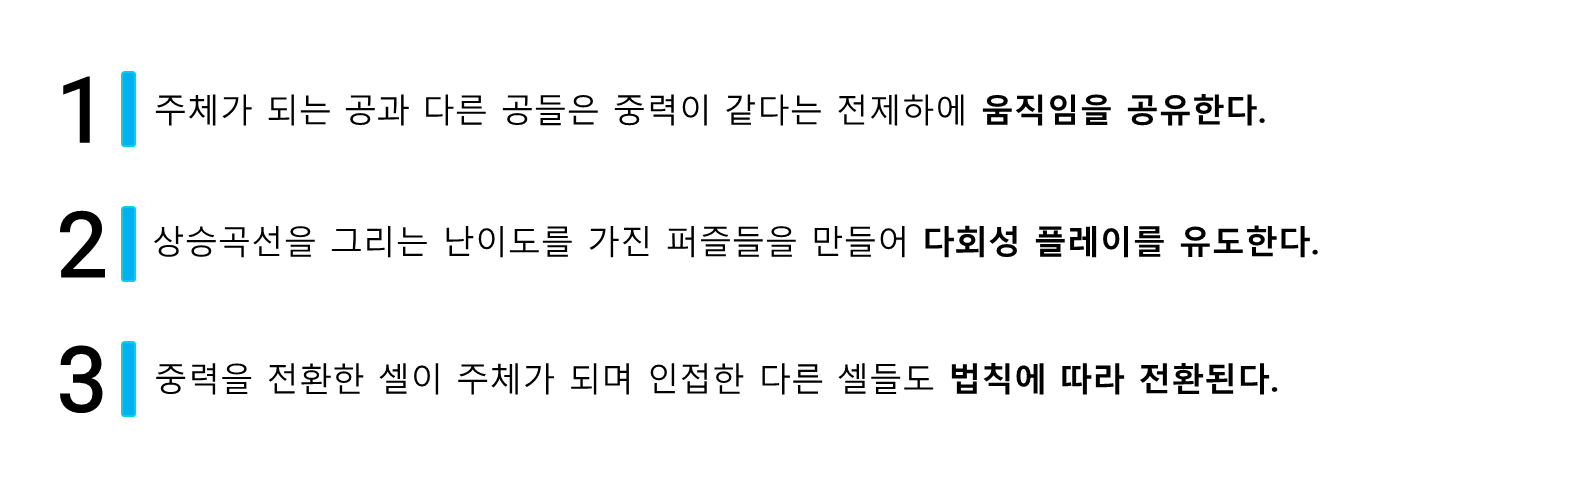 1 주체가 되는 공과 다른 공들은 중력이 같다는 전제하에 움직임을 공유한다.
2 상승곡선을 그리는 난이도를 가진 퍼즐들을 만들어 다회성 플레이를 유도한다.
3 중력을 전환한 셀이 주체가 되며 인접한 다른 셀들도 법칙에 따라 전환된다.